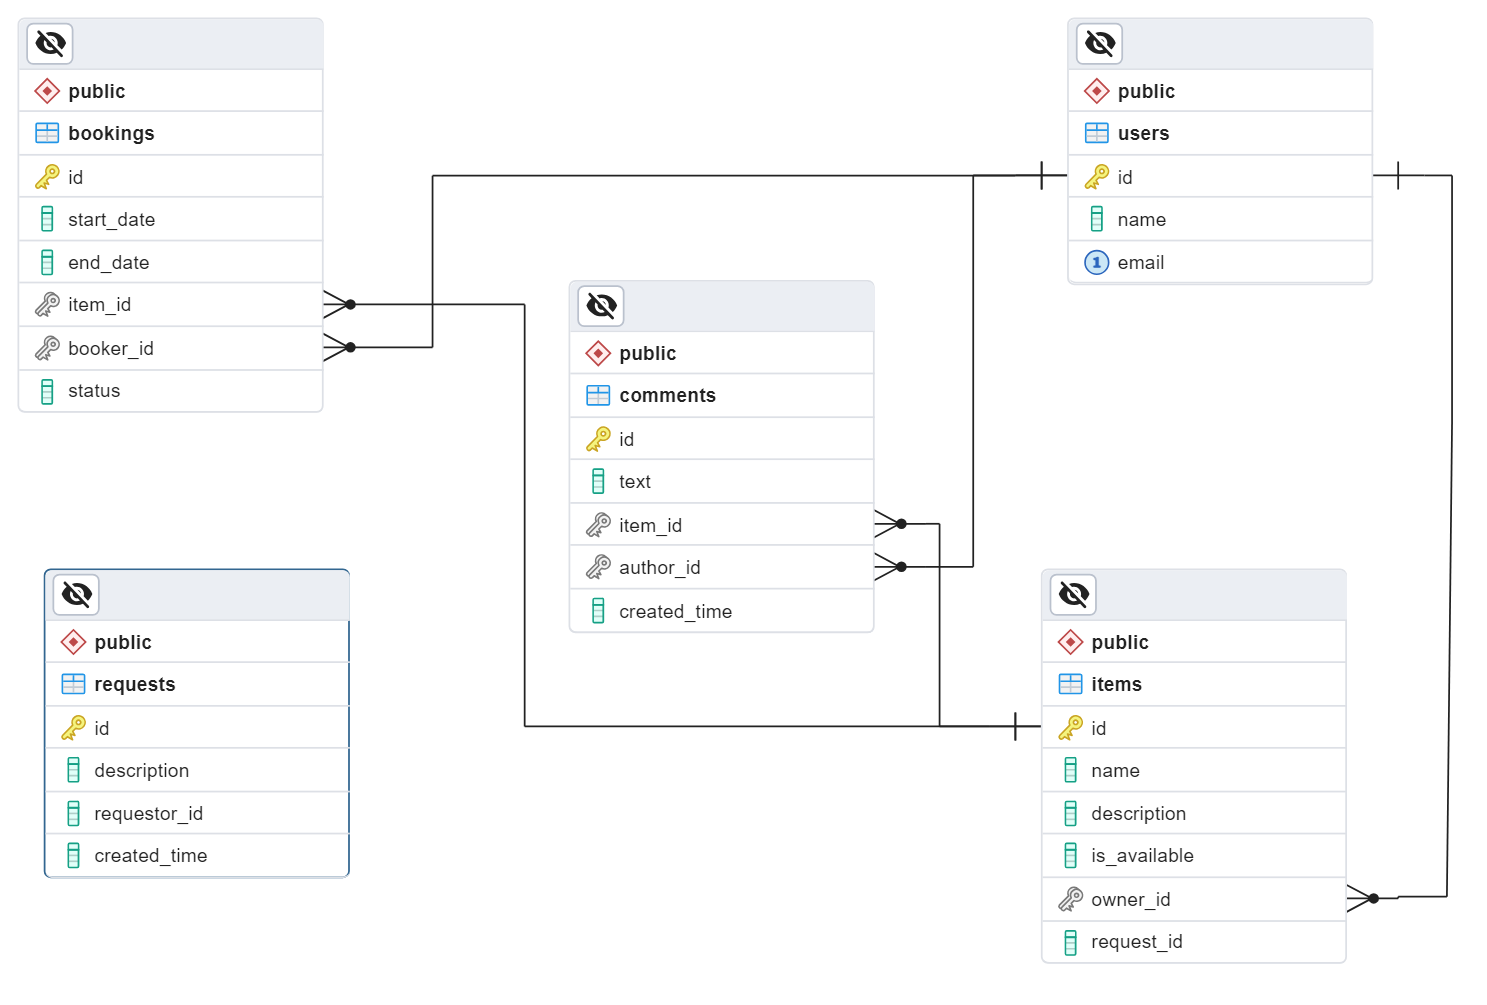 public
bookings
id
start_date
end_date
item_id
booker_id
status
public
users
id
name
1 email
public
comments
id
text
item_id
author_id
created_time
public
requests
id
description
requestor_id
created_time
public
items
id
name
description
is_available
owner_id
request_id